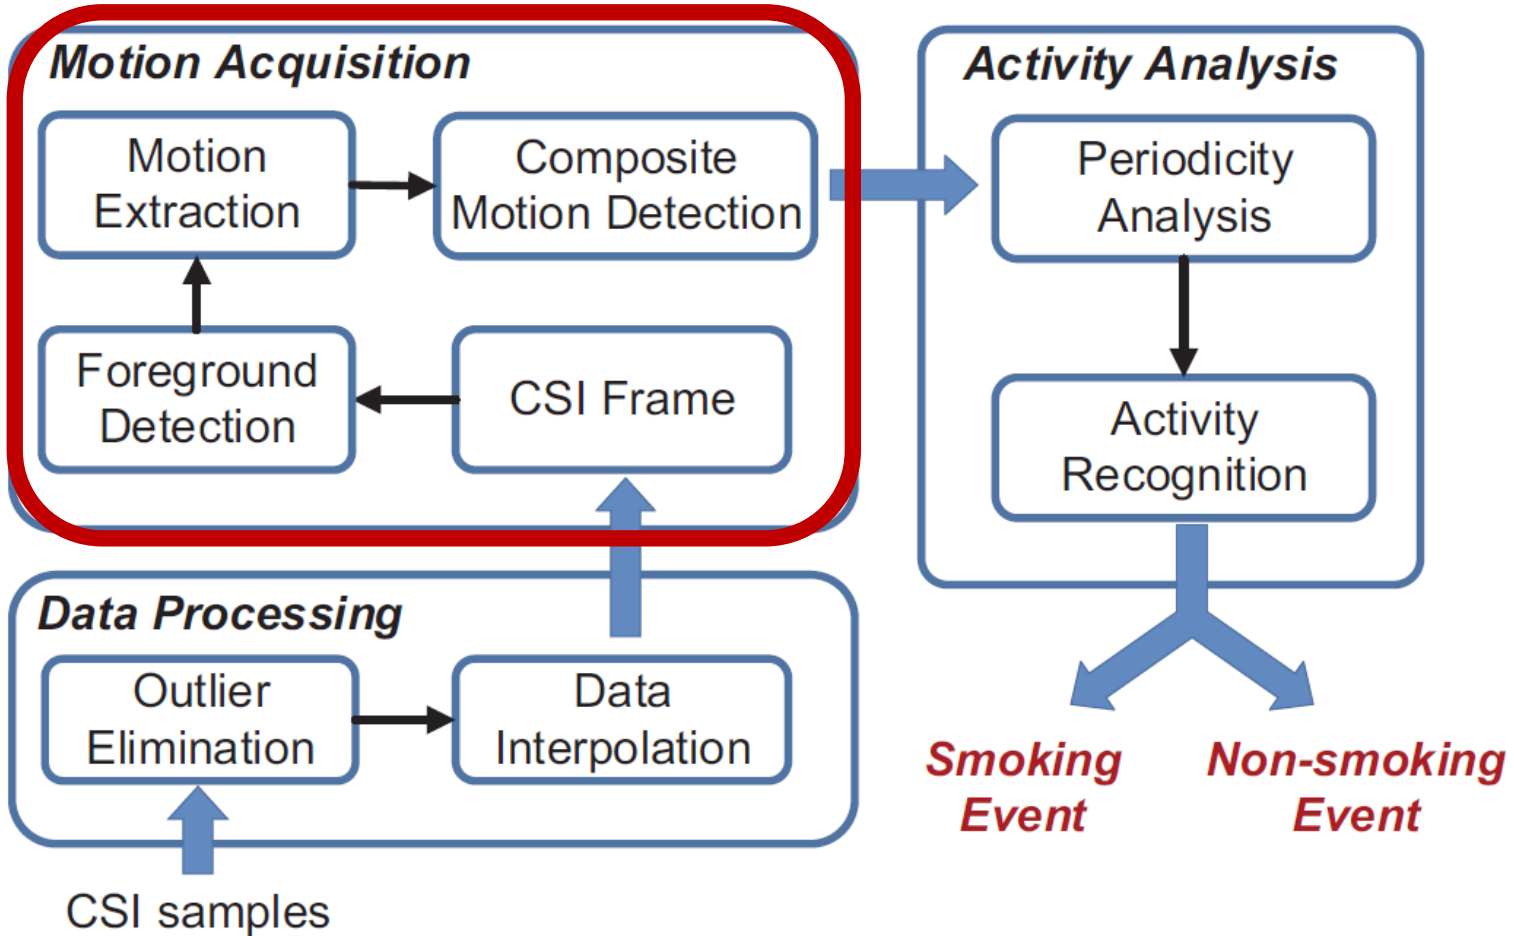 Motion Acquisition
Motion
Extraction
Composite
Motion Detection
Foreground
Detection
CSI Frame
Data Processing
Outlier
Elimination
Data
Interpolation
CSI samples
Activity Analysis
Periodicity
Analysis
Activity
Recognition
Smoking
Event
Non-smoking
Event